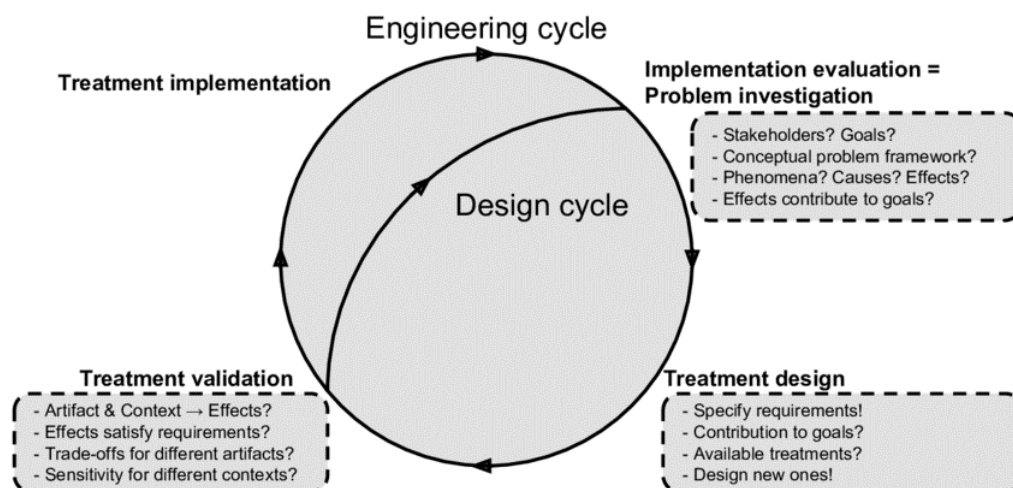 Engineering cycle
Treatment implementation
Implementation evaluation =
Problem investigation
- Stakeholders? Goals?
- Conceptual problem framework?
- Phenomena? Causes? Effects?
- Effects contribute to goals?
Design cycle
Treatment validation
- Artifact & Context → Effects?
- Effects satisfy requirements?
- Trade-offs for different artifacts?
- Sensitivity for different contexts?
Treatment design
- Specify requirements!
- Contribution to goals?
- Available treatments?
- Design new ones!